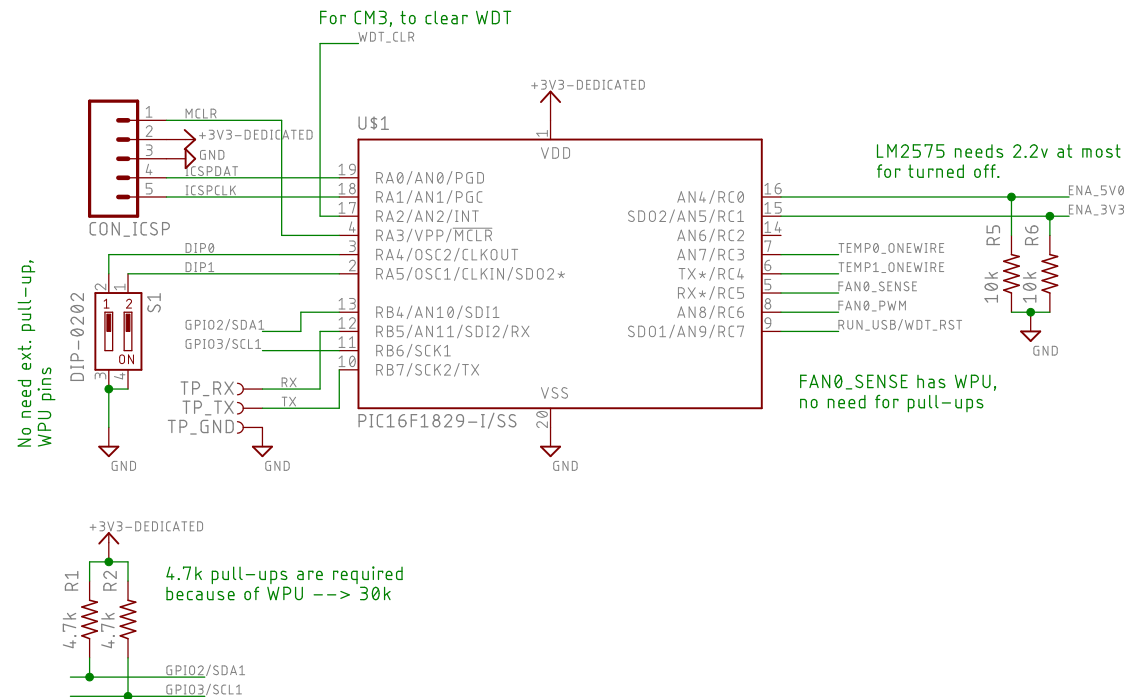 For CM3, to clear WDT
WDT_CLR
+3V3-DEDICATED
1
MCLR
2
+3V3-DEDICATED
3
GND
4
ICSPDAT
5
ICSPCLK
CON_ICSP
U$1
1
VDD
19
RA0/AN0/PGD
18
RA1/AN1/PGC
17
RA2/AN2/INT
4
RA3/VPP/MCLR
3
RA4/OSC2/CLKOUT
2
RA5/OSC1/CLKIN/SDO2*
13
RB4/AN10/SDI1
12
RB5/AN11/SDI2/RX
11
RB6/SCK1
10
RB7/SCK2/TX
AN4/RC0
16
SDO2/AN5/RC1
15
AN6/RC2
14
AN7/RC3
7
TX*/RC4
6
RX*/RC5
5
AN8/RC6
8
SDO1/AN9/RC7
9
VSS
20
PIC16F1829-I/SS
GND
LM2575 needs 2.2v at most
for turned off.
ENA_5V0
ENA_3V3
R5
10k
R6
10k
GND
TEMP0_ONEWIRE
TEMP1_ONEWIRE
FAN0_SENSE
FAN0_PWM
RUN_USB/WDT_RST
FAN0_SENSE has WPU,
no need for pull-ups
DIP0
DIP1
No need ext. pull-up,
WPU pins
DIP-0202
S1
2
1
1 2
ON
3
4
GND
GPIO2/SDA1
GPIO3/SCL1
TP_RX
RX
TP_TX
TX
TP_GND
GND
+3V3-DEDICATED
R1
4.7k
R2
4.7k
4.7k pull-ups are required
because of WPU --> 30k
GPIO2/SDA1
GPIO3/SCL1